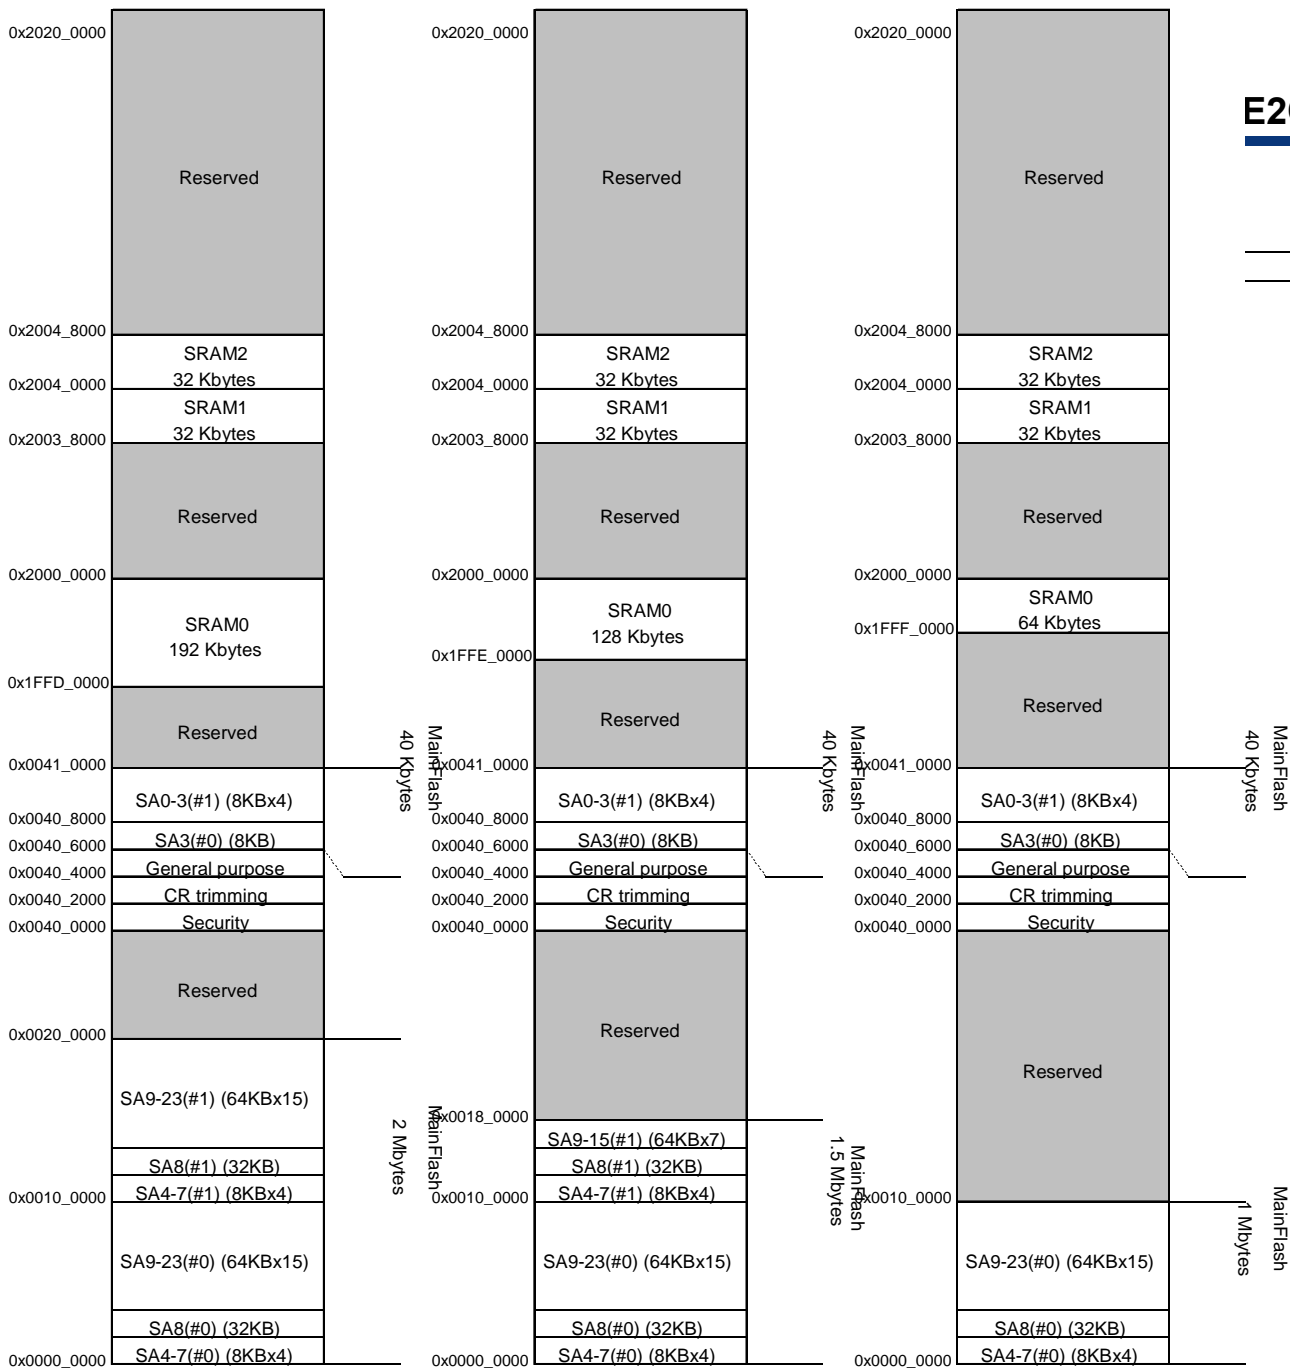 0x2020_0000
Reserved
0x2004_8000
SRAM2
32 Kbytes
0x2004_0000
SRAM1
32 Kbytes
0x2003_8000
Reserved
0x2000_0000
SRAM0
192 Kbytes
0x1FFD_0000
Reserved
0x0041_0000
SA0-3(#1) (8KBx4)
0x0040_8000
SA3(#0) (8KB)
0x0040_6000
General purpose
0x0040_4000
CR trimming
0x0040_2000
Security
0x0040_0000
Reserved
0x0020_0000
SA9-23(#1) (64KBx15)
SA8(#1) (32KB)
SA4-7(#1) (8KBx4)
0x0010_0000
SA9-23(#0) (64KBx15)
SA8(#0) (32KB)
SA4-7(#0) (8KBx4)
0x0000_0000
MainFlash
40 Kbytes
MainFlash
2 Mbytes
0x2020_0000
Reserved
0x2004_8000
SRAM2
32 Kbytes
0x2004_0000
SRAM1
32 Kbytes
0x2003_8000
Reserved
0x2000_0000
SRAM0
128 Kbytes
0x1FFE_0000
Reserved
0x0041_0000
SA0-3(#1) (8KBx4)
0x0040_8000
SA3(#0) (8KB)
0x0040_6000
General purpose
0x0040_4000
CR trimming
0x0040_2000
Security
0x0040_0000
Reserved
0x0018_0000
SA9-15(#1) (64KBx7)
SA8(#1) (32KB)
SA4-7(#1) (8KBx4)
0x0010_0000
SA9-23(#0) (64KBx15)
SA8(#0) (32KB)
SA4-7(#0) (8KBx4)
0x0000_0000
MainFlash
40 Kbytes
MainFlash
1.5 Mbytes
0x2020_0000
Reserved
0x2004_8000
SRAM2
32 Kbytes
0x2004_0000
SRAM1
32 Kbytes
0x2003_8000
Reserved
0x2000_0000
SRAM0
64 Kbytes
0x1FFF_0000
Reserved
0x0041_0000
SA0-3(#1) (8KBx4)
0x0040_8000
SA3(#0) (8KB)
0x0040_6000
General purpose
0x0040_4000
CR trimming
0x0040_2000
Security
0x0040_0000
Reserved
0x0010_0000
SA9-23(#0) (64KBx15)
SA8(#0) (32KB)
SA4-7(#0) (8KBx4)
0x0000_0000
MainFlash
40 Kbytes
MainFlash
1 Mbytes